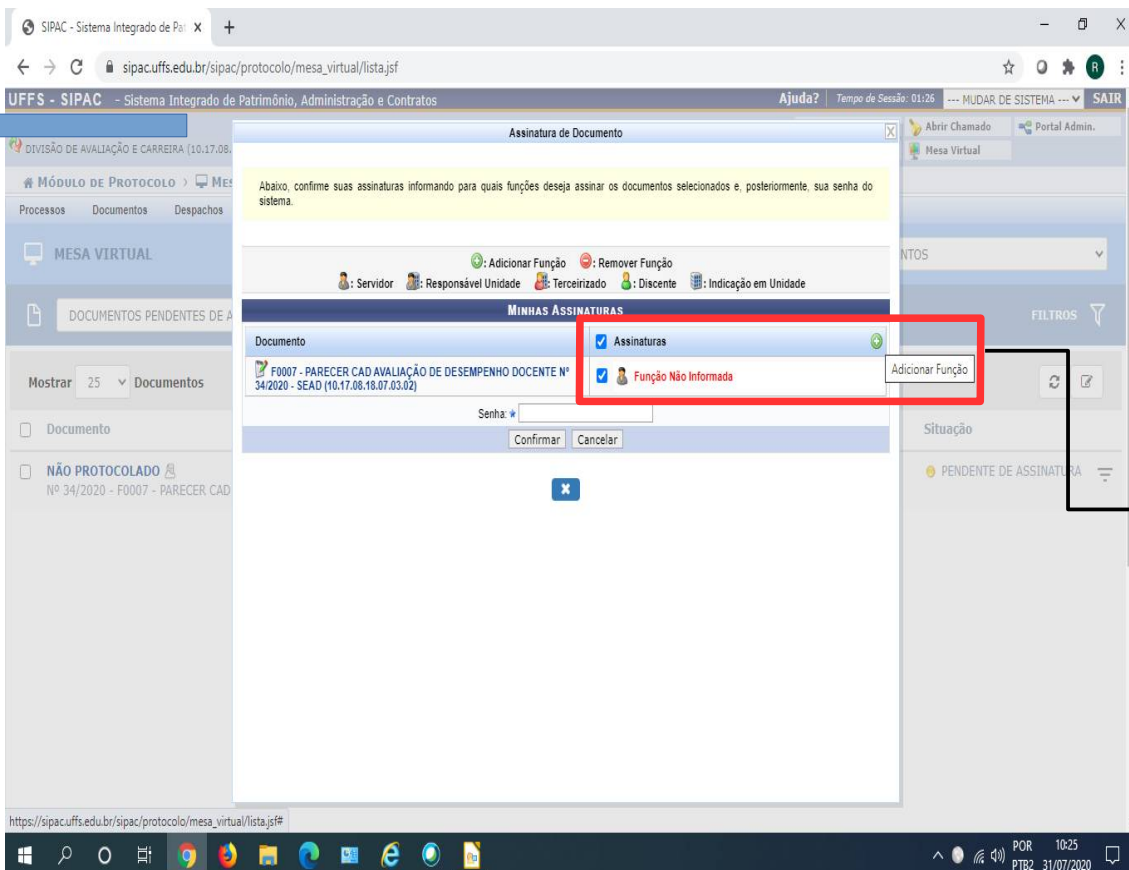 SIPAC - Sistema Integrado de Pat
sipac.uffs.edu.br/sipac/protocolo/mesa_virtual/lista.jsf
R
UFFS - SIPAC - Sistema Integrado de Patrimônio, Administração e Contratos
Ajuda? Tempo de Sessão: 01:26 --- MUDAR DE SISTEMA --- SAIR
Assinatura de Documento
Abrir Chamado Portal Admin.
DIVISÃO DE AVALIAÇÃO E CARREIRA (10.17.08.
Mesa Virtual
MÓDULO DE PROTOCOLO > MES
Abaixo, confirme suas assinaturas informando para quais funções deseja assinar os documentos selecionados e, posteriormente, sua senha do
sistema.
Processos Documentos Despachos
MESA VIRTUAL
NTOS
: Adicionar Função : Remover Função
: Servidor : Responsável Unidade : Terceirizado : Discente : Indicação em Unidade
MINHAS ASSINATURAS
DOCUMENTOS PENDENTES DE A
FILTROS
Documento Assinaturas
Adicionar Função
F0007 - PARECER CAD AVALIAÇÃO DE DESEMPENHO DOCENTE Nº
34/2020 - SEAD (10.17.08.18.07.03.02)
Função Não Informada
Mostrar 25 Documentos
Senha:
Confirmar Cancelar
Documento
Situação
NÃO PROTOCOLADO
Nº 34/2020 - F0007 - PARECER CAD
PENDENTE DE ASSINATURA
https://sipac.uffs.edu.br/sipac/protocolo/mesa_virtual/lista.jsf#
POR
PTB2
10:25
31/07/2020